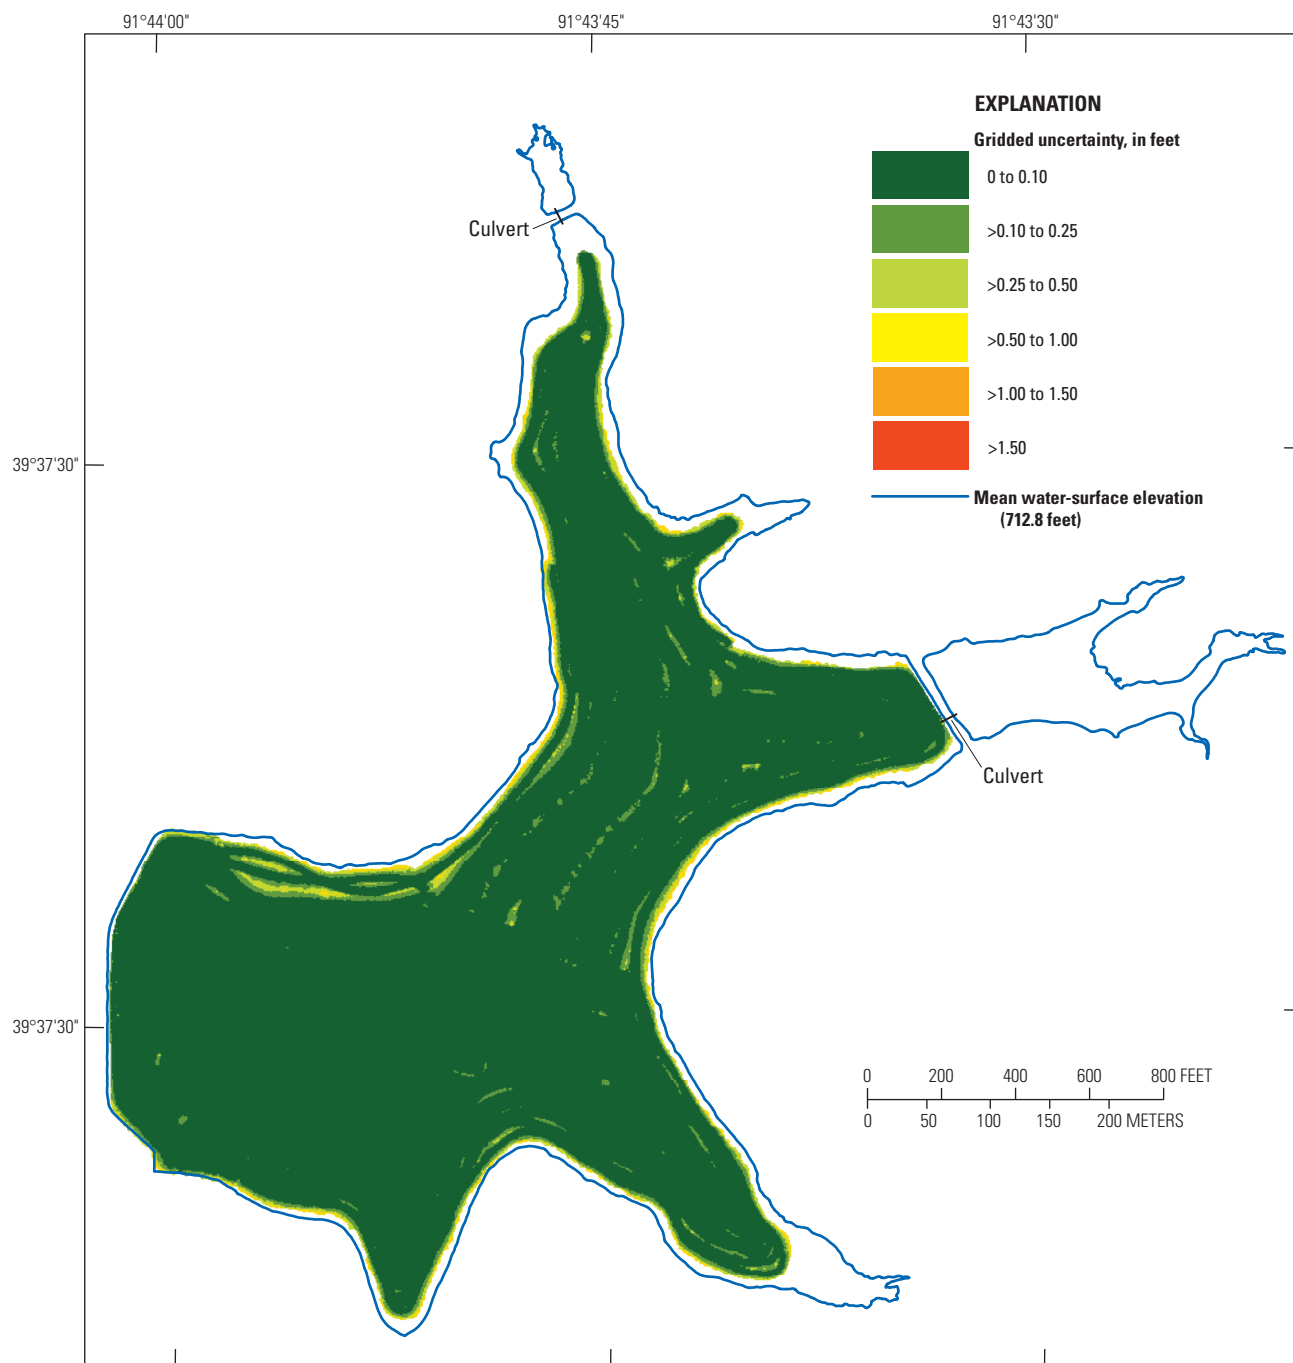 91°44'00"
91°43'45"
91°43'30"
EXPLANATION
Gridded uncertainty, in feet
0 to 0.10
>0.10 to 0.25
>0.25 to 0.50
>0.50 to 1.00
>1.00 to 1.50
>1.50
Mean water-surface elevation
(712.8 feet)
Culvert
39°37'30"
Culvert
39°37'30"
0 200 400 600 800 FEET
0 50 100 150 200 METERS